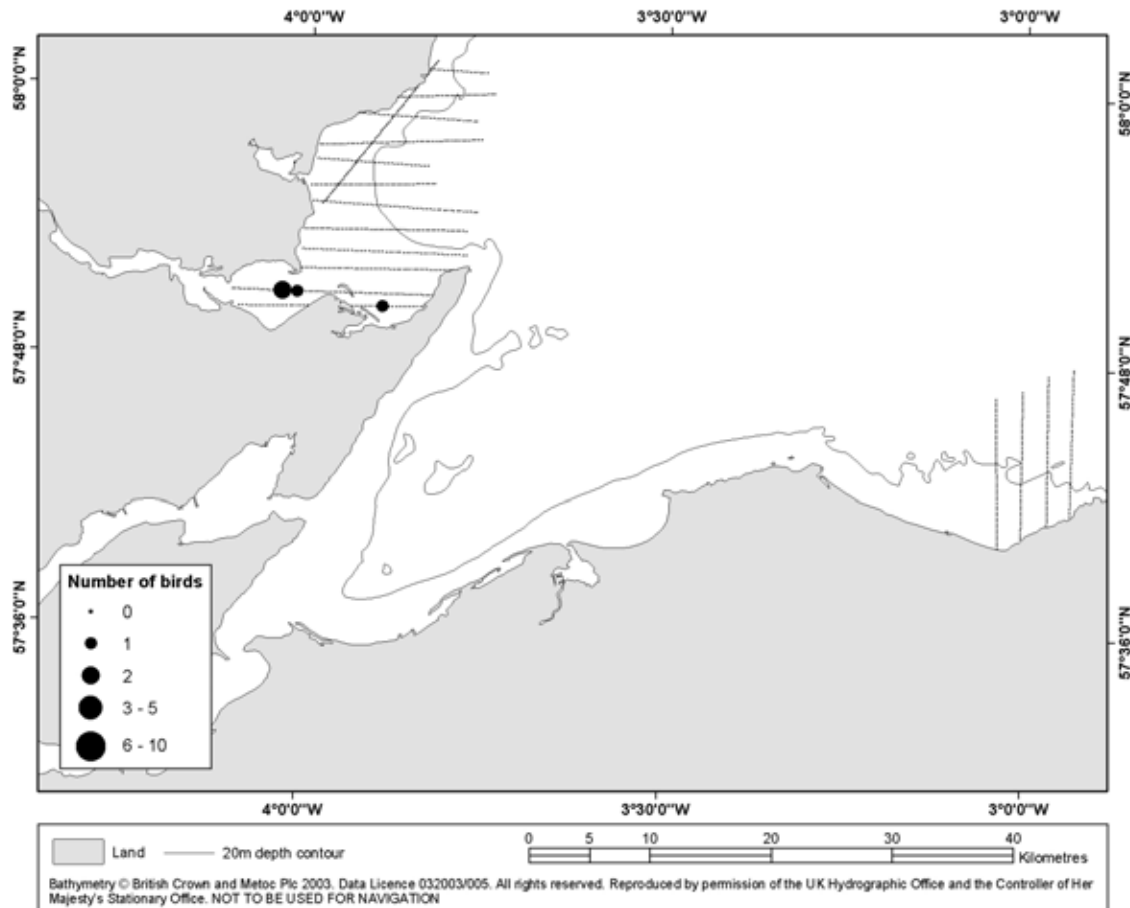 4°0'0"W 3°30'0"W 3°0'0"W
58°0'0"N
58°0'0"N
57°48'0"N
57°48'0"N
57°36'0"N
57°36'0"N
Number of birds
0
1
2
3 - 5
6 - 10
4°0'0"W 3°30'0"W 3°0'0"W
Land 20m depth contour
0 5 10 20 30 40
Kilometres
Bathymetry © British Crown and Metoc Plc 2003. Data Licence 032003/005. All rights reserved. Reproduced by permission of the UK Hydrographic Office and the Controller of Her
Majesty's Stationary Office. NOT TO BE USED FOR NAVIGATION